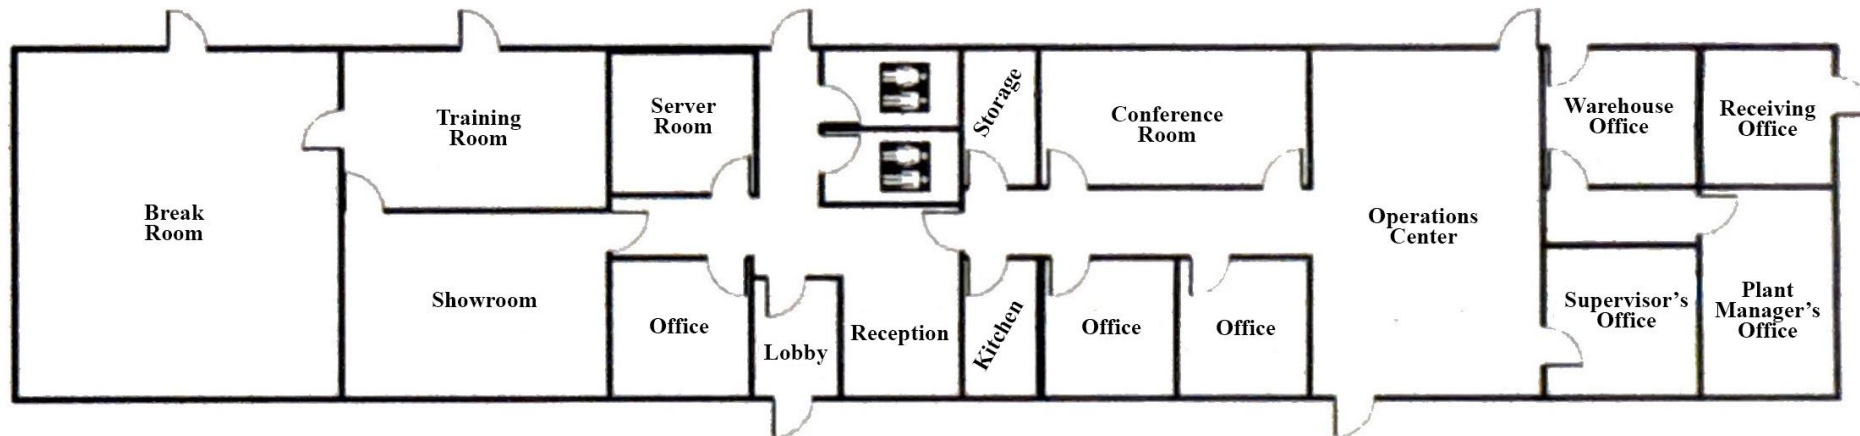 Break
Room
Training
Room
Showroom
Server
Room
Office
Lobby
Reception
Storage
Kitchen
Conference
Room
Office
Office
Operations
Center
Warehouse
Office
Receiving
Office
Supervisor’s
Office
Plant
Manager’s
Office